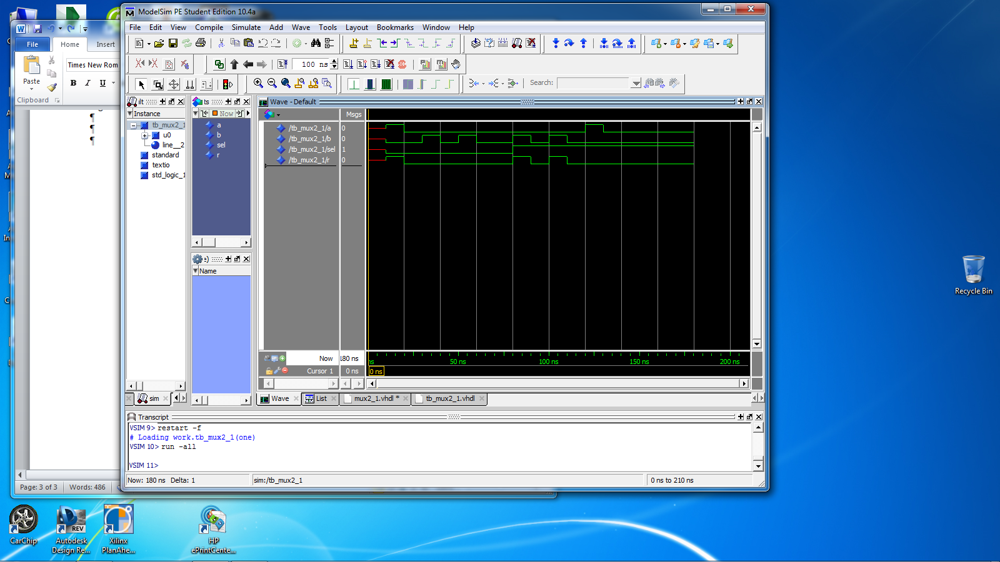 ModelSim PE Student Edition 10.4a
File Edit View Compile Simulate Add Wave Tools Layout Bookmarks Window Help
File Home Insert
Times New Rom
Paste
B I U
Clipboard
100 ns
Search:
ilt
ts
Wave - Default
Instance
Now
Msgs
tb_mux2_1
u0
line__2
standard
textio
std_logic_1
a
b
sel
r
/tb_mux2_1/a 0
/tb_mux2_1/b 0
/tb_mux2_1/sel 1
/tb_mux2_1/r 0
Name
Now 180 ns
ns 50 ns 100 ns 150 ns 200 ns
Cursor 1 0 ns
0 ns
sim
Wave List mux2_1.vhdl * tb_mux2_1.vhdl
Transcript
VSIM 9> restart -f
# Loading work.tb_mux2_1(one)
VSIM 10> run -all
VSIM 11>
Now: 180 ns Delta: 1
sim:/tb_mux2_1
0 ns to 210 ns
Page: 3 of 3 Words: 486
Recycle Bin
CarChip
REV
Autodesk
Design Re...
Xilinx
PlanAhe...
HP
ePrintCente...